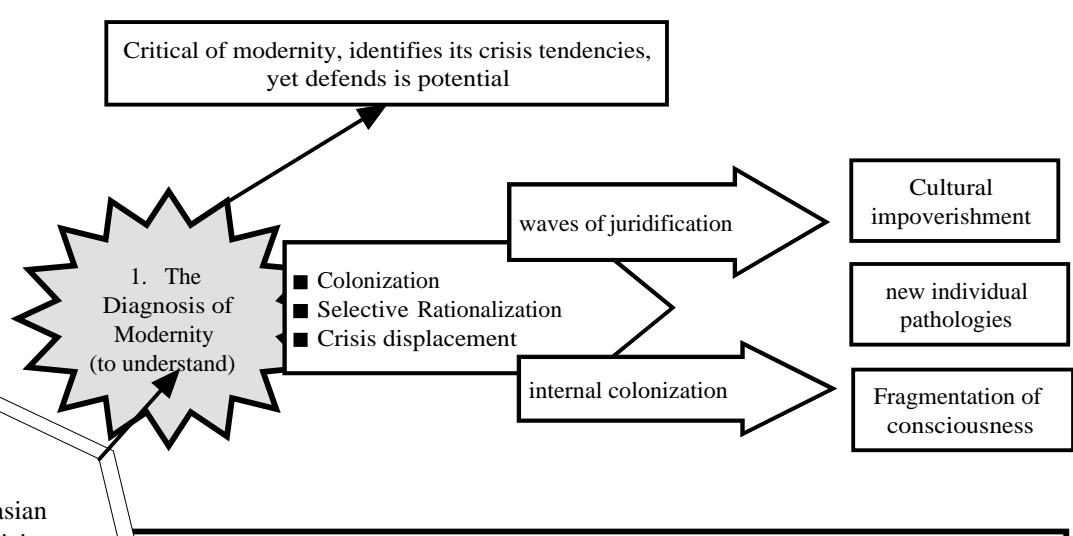 Critical of modernity, identifies its crisis tendencies,
yet defends is potential
1. The
Diagnosis of
Modernity
(to understand)
■ Colonization
■ Selective Rationalization
■ Crisis displacement
waves of juridification
internal colonization
Cultural
impoverishment
new individual
pathologies
Fragmentation of
consciousness